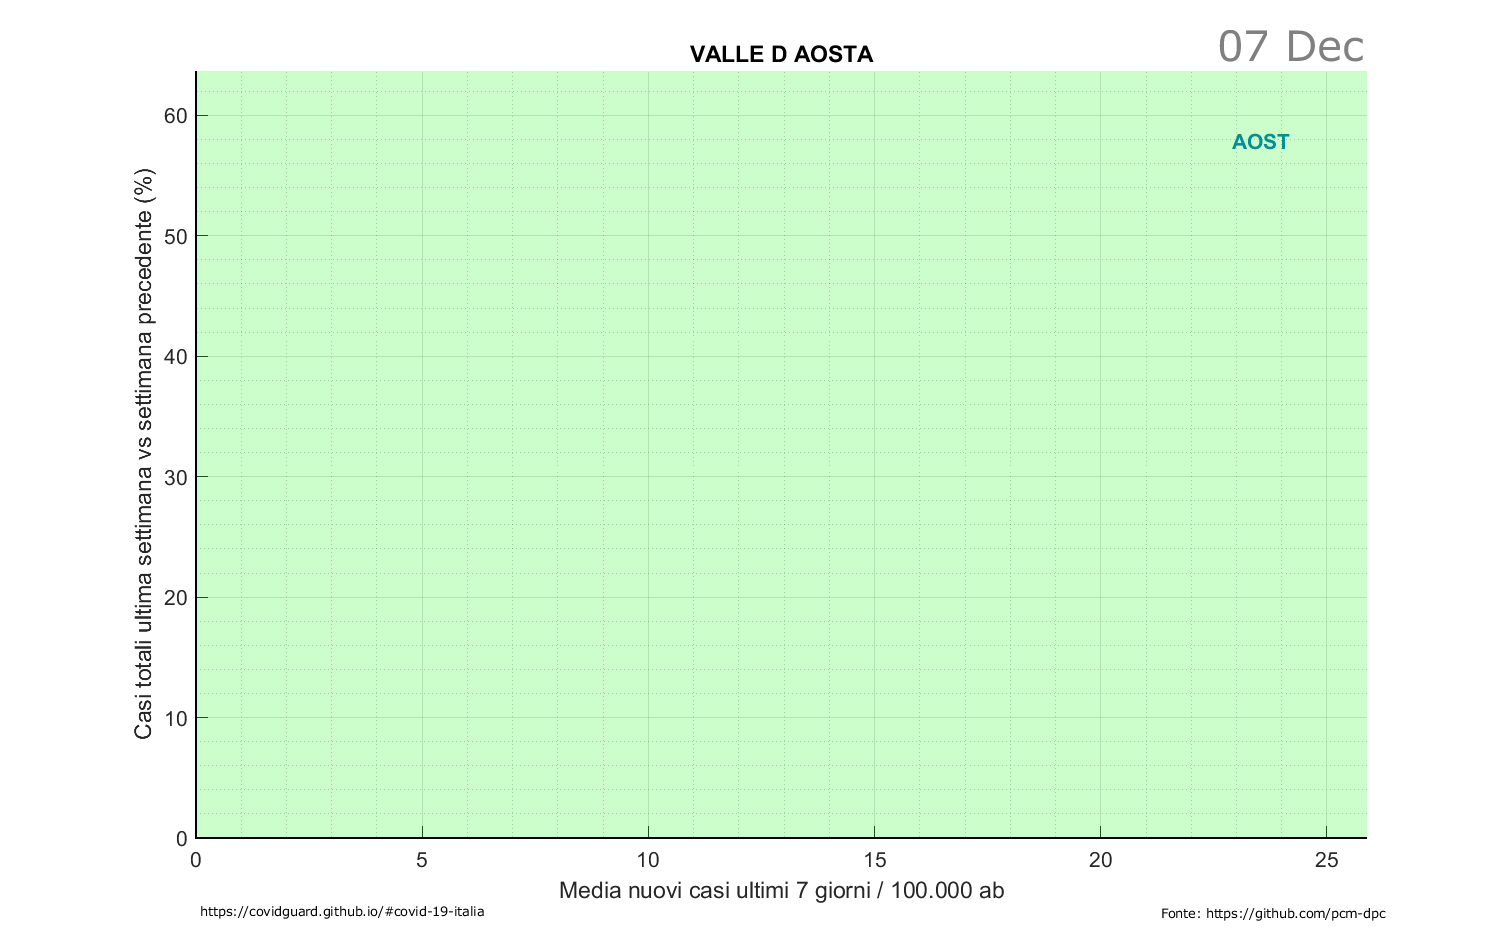 07 Dec
VALLE D AOSTA
60
AOST
50
40
30
20
10
0
Casi totali ultima settimana vs settimana precedente (%)
0 5 10 15 20 25
Media nuovi casi ultimi 7 giorni / 100.000 ab
https://covidguard.github.io/#covid-19-italia
Fonte: https://github.com/pcm-dpc